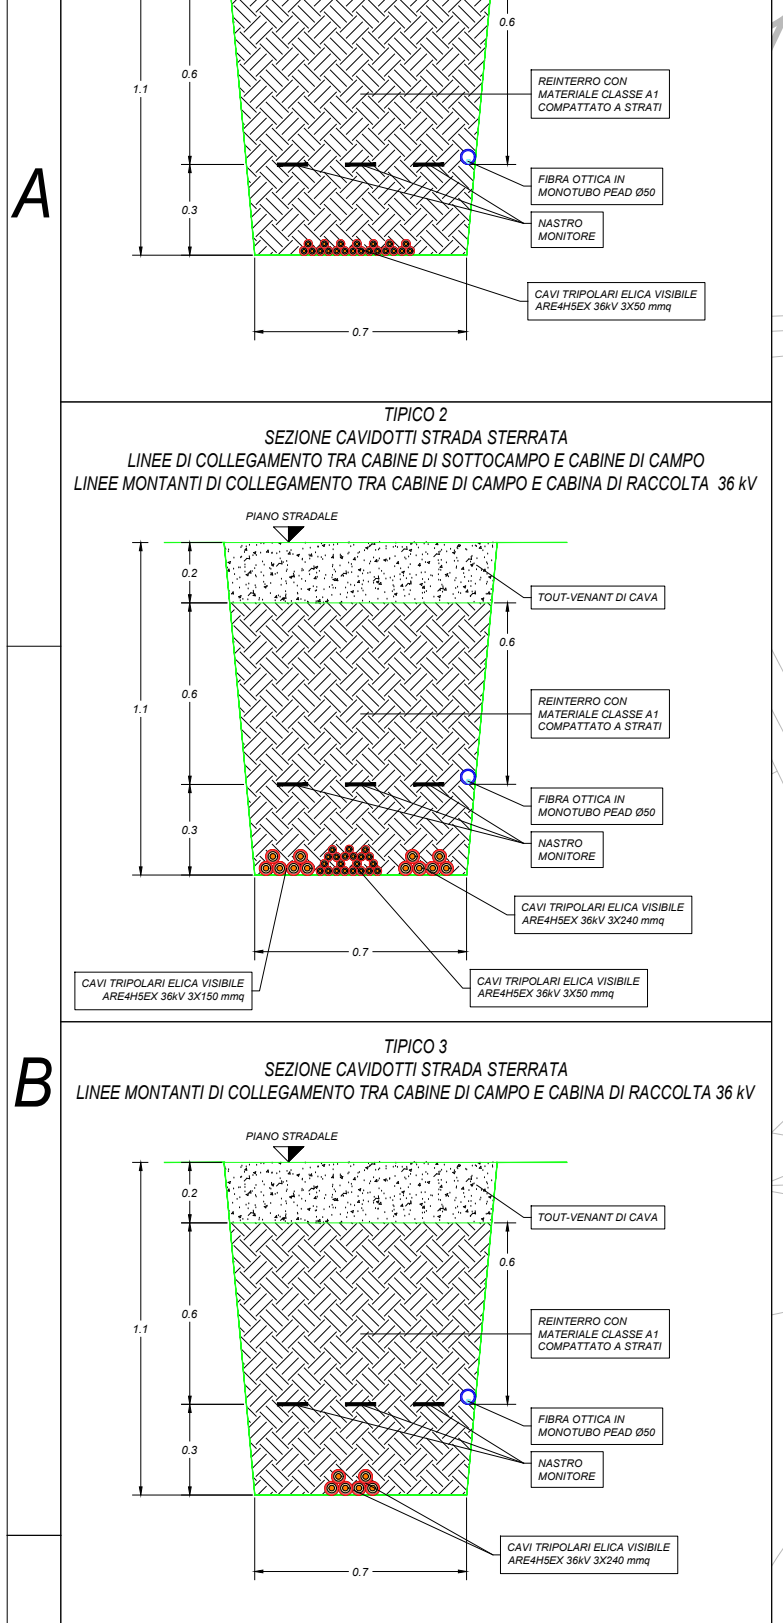 0.6
0.6
1.1
REINTERRO CON
MATERIALE CLASSE A1
COMPATTATO A STRATI
A
FIBRA OTTICA IN
MONOTUBO PEAD Ø50
0.3
NASTRO
MONITORE
CAVI TRIPOLARI ELICA VISIBILE
ARE4H5EX 36kV 3X50 mmq
0.7
TIPICO 2
SEZIONE CAVIDOTTI STRADA STERRATA
LINEE DI COLLEGAMENTO TRA CABINE DI SOTTOCAMPO E CABINE DI CAMPO
LINEE MONTANTI DI COLLEGAMENTO TRA CABINE DI CAMPO E CABINA DI RACCOLTA 36 kV
PIANO STRADALE
0.2
TOUT-VENANT DI CAVA
0.6
0.6
1.1
REINTERRO CON
MATERIALE CLASSE A1
COMPATTATO A STRATI
FIBRA OTTICA IN
MONOTUBO PEAD Ø50
0.3
NASTRO
MONITORE
CAVI TRIPOLARI ELICA VISIBILE
ARE4H5EX 36kV 3X240 mmq
0.7
CAVI TRIPOLARI ELICA VISIBILE
ARE4H5EX 36kV 3X150 mmq
CAVI TRIPOLARI ELICA VISIBILE
ARE4H5EX 36kV 3X50 mmq
B
TIPICO 3
SEZIONE CAVIDOTTI STRADA STERRATA
LINEE MONTANTI DI COLLEGAMENTO TRA CABINE DI CAMPO E CABINA DI RACCOLTA 36 kV
PIANO STRADALE
0.2
TOUT-VENANT DI CAVA
0.6
0.6
1.1
REINTERRO CON
MATERIALE CLASSE A1
COMPATTATO A STRATI
FIBRA OTTICA IN
MONOTUBO PEAD Ø50
0.3
NASTRO
MONITORE
CAVI TRIPOLARI ELICA VISIBILE
ARE4H5EX 36kV 3X240 mmq
0.7